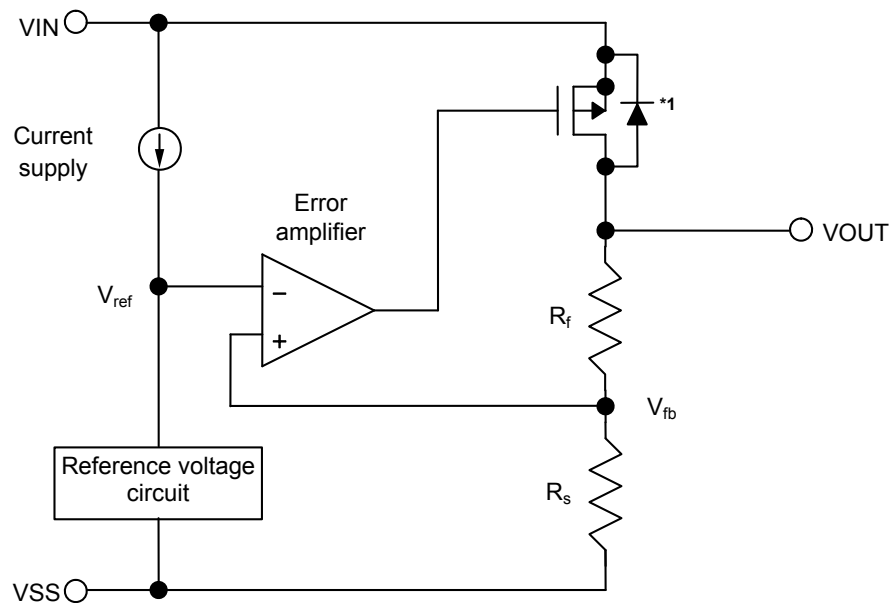 VIN
*1
Current
supply
Error
amplifier
VOUT
Vref
−
+
Rf
Vfb
Reference voltage
circuit
Rs
VSS